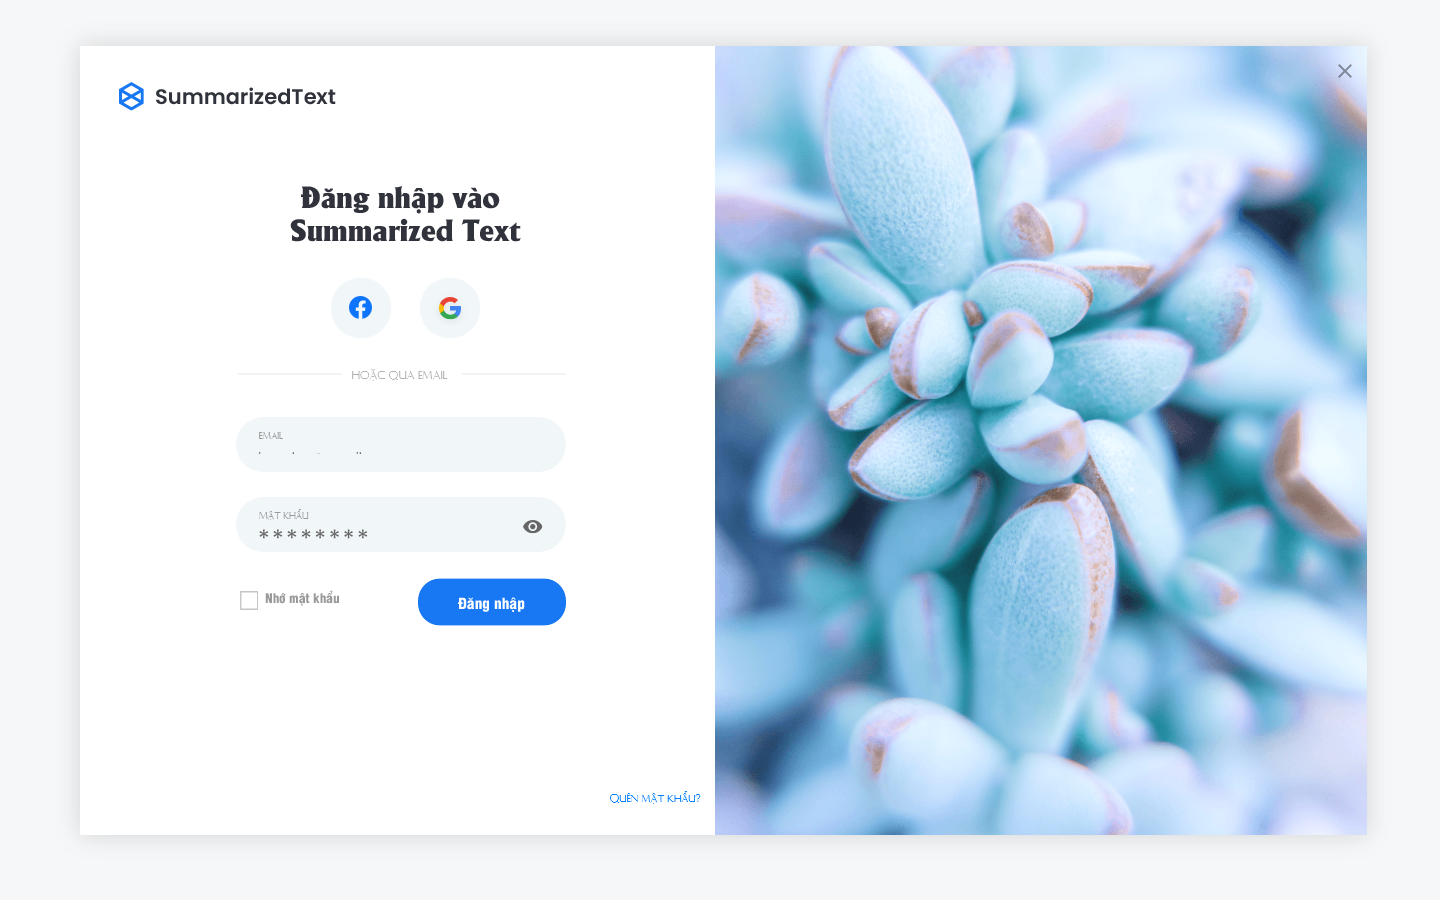 SummarizedText
Đăng nhập vào
Summarized Text
HOẶC QUA EMAIL
EMAIL
MẬT KHẨU
********
Nhớ mật khẩu
Đăng nhập
QUÊN MẬT KHẨU?